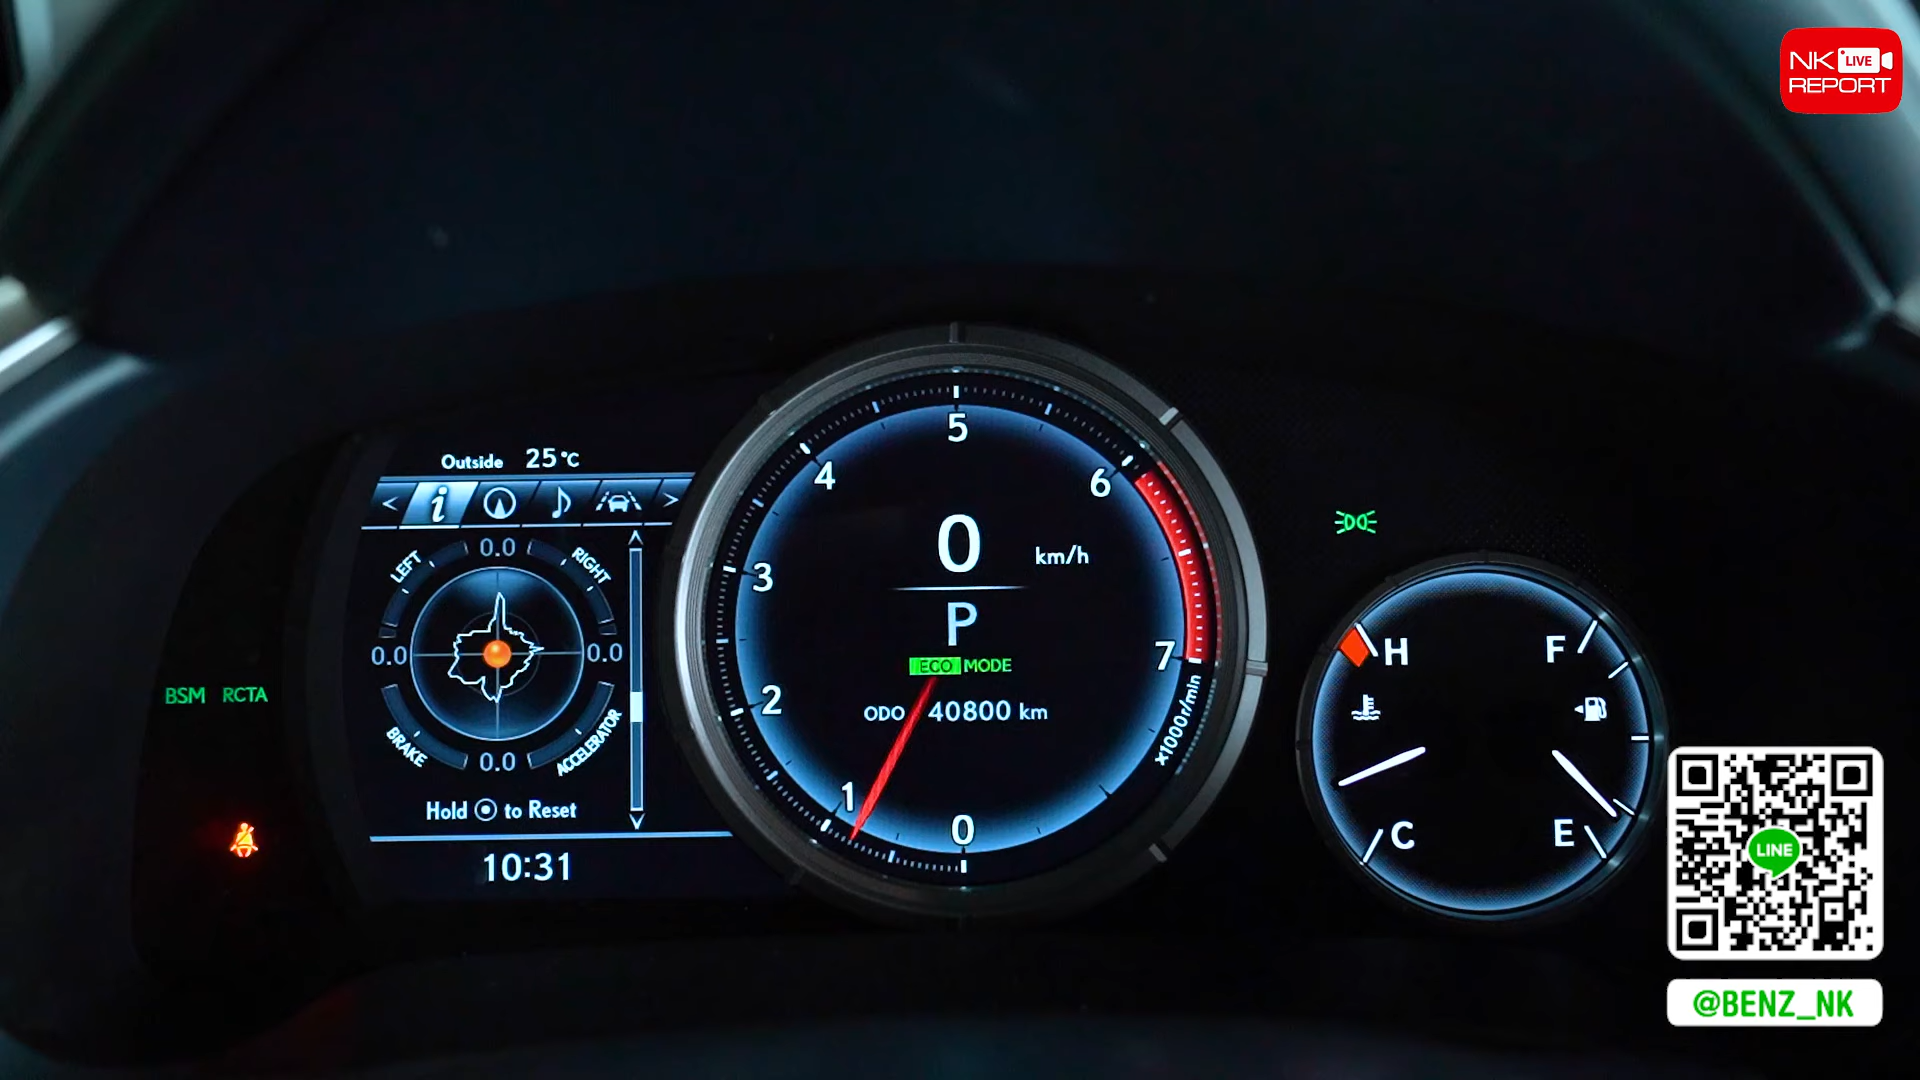 NK LIVE
REPORT
Outside 25°C
< i >
LEFT 0.0 RIGHT
0.0 0.0
BRAKE 0.0 ACCELERATOR
Hold to Reset
10:31
BSM RCTA
0
1
2
3
4
5
6
7
x1000r/min
0 km/h
P
ECO MODE
ODO 40800 km
H
C
F
E
LINE
@BENZ_NK